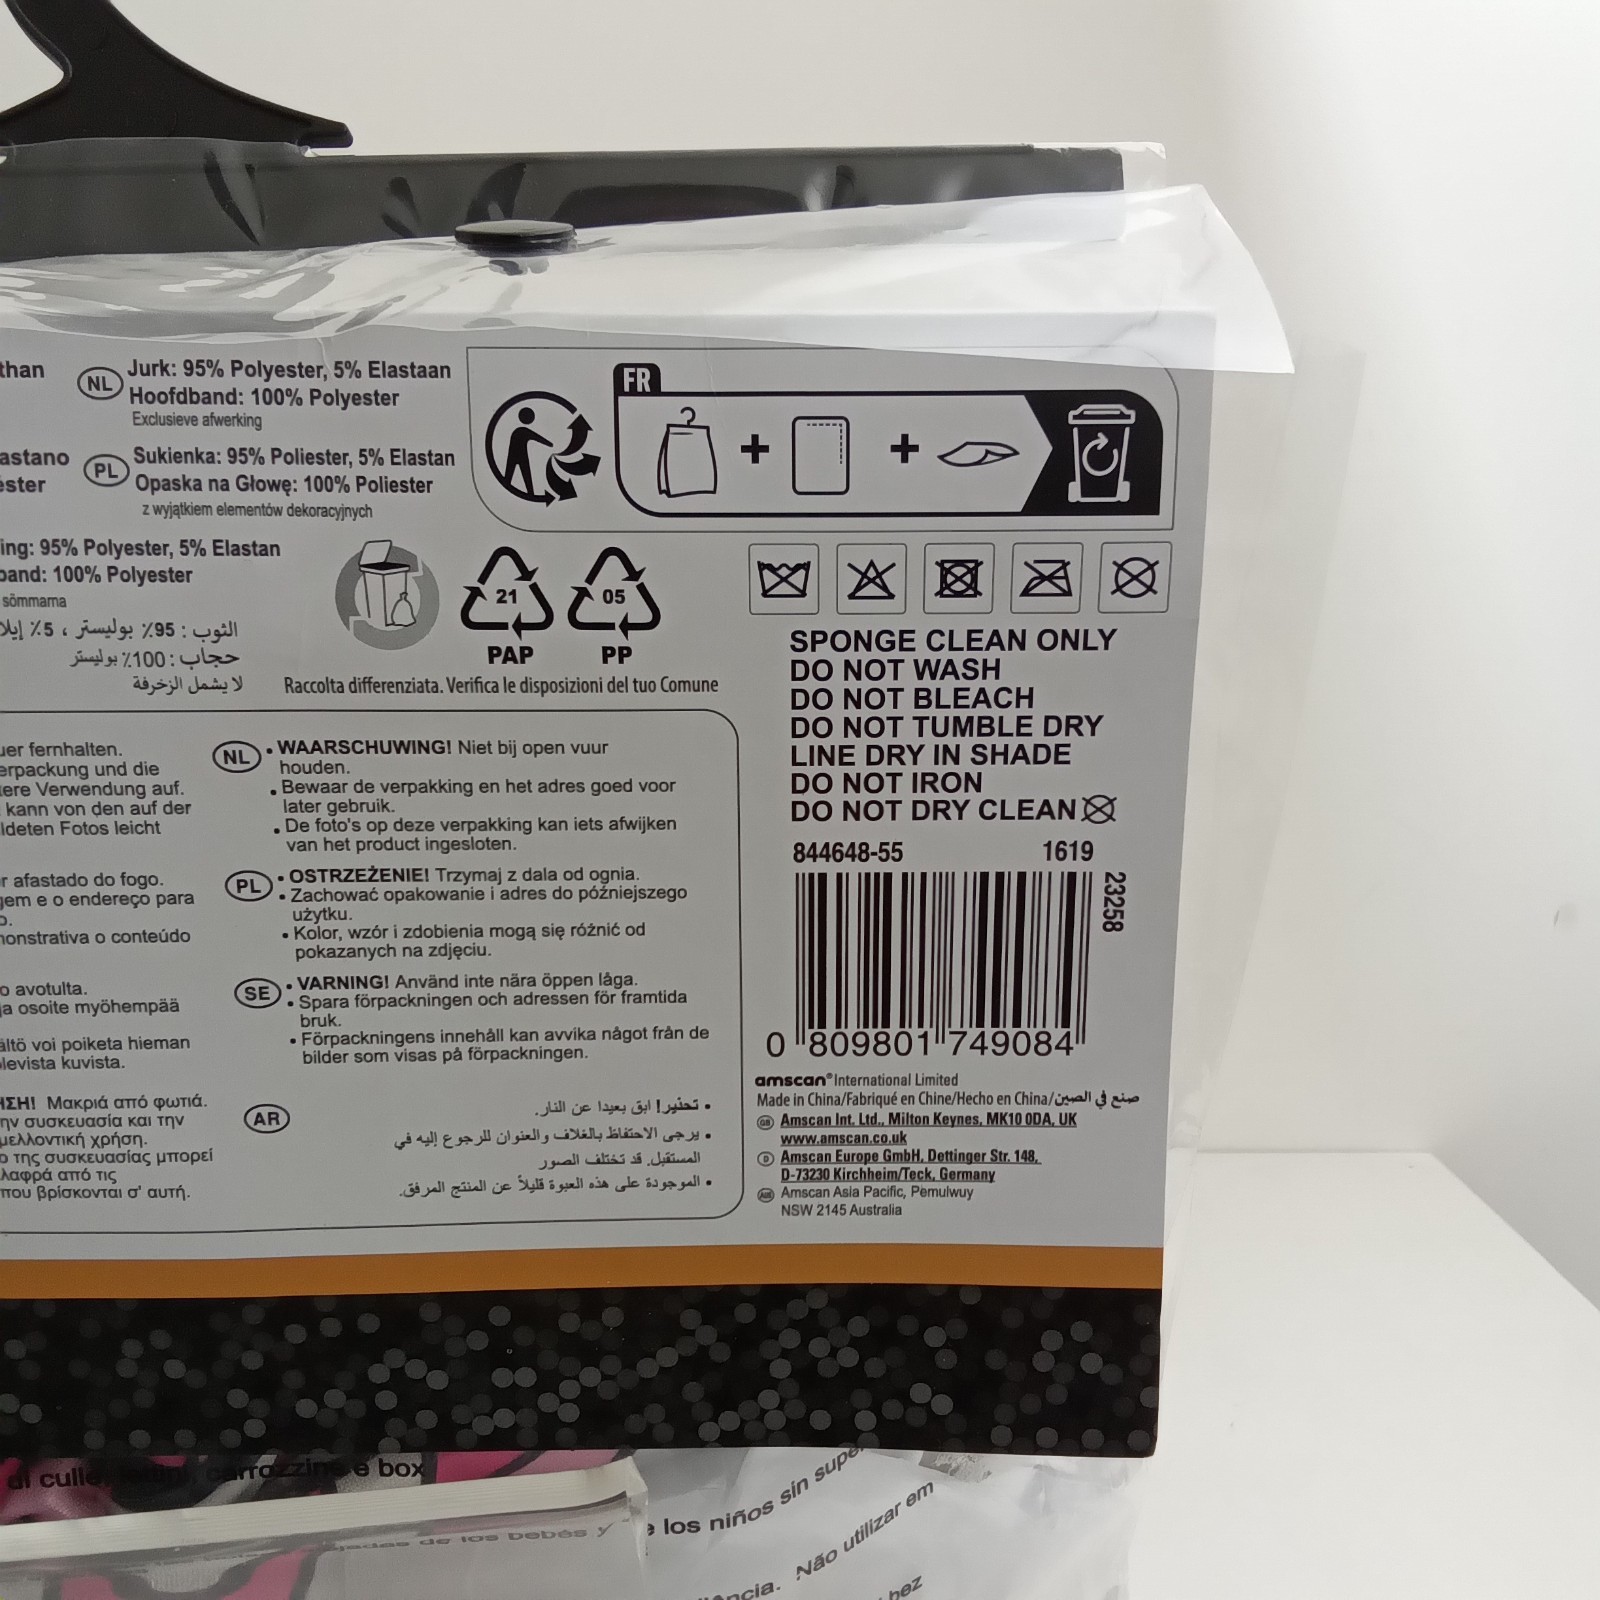 than
NL Jurk: 95% Polyester, 5% Elastaan
Hoofdband: 100% Polyester
Exclusieve afwerking
astano
PL Sukienka: 95% Poliester, 5% Elastan
Opaska na Głowę: 100% Poliester
z wyjątkiem elementów dekoracyjnych
éster
ing: 95% Polyester, 5% Elastan
band: 100% Polyester
sömmarna
الثوب : 95٪ بوليستر ، 5٪ إيلا
حجاب : 100٪ بوليستر
لا يشمل الزخرفة
FR
+ +
21 05
PAP PP
Raccolta differenziata. Verifica le disposizioni del tuo Comune
SPONGE CLEAN ONLY
DO NOT WASH
DO NOT BLEACH
DO NOT TUMBLE DRY
LINE DRY IN SHADE
DO NOT IRON
DO NOT DRY CLEAN
844648-55 1619
23258
0 809801 749084
uer fernhalten.
erpackung und die
tere Verwendung auf.
kann von den auf der
ldeten Fotos leicht
r afastado do fogo.
gem e o endereço para
o.
monstrativa o conteúdo
o avotulta.
ja osoite myöhempää
ältö voi poiketa hieman
levista kuvista.
ΗΣΗ! Μακριά από φωτιά.
ην συσκευασία και την
μελλοντική χρήση.
ο της συσκευασίας μπορεί
λαφρά από τις
που βρίσκονται σ' αυτή.
NL • WAARSCHUWING! Niet bij open vuur
houden.
• Bewaar de verpakking en het adres goed voor
later gebruik.
• De foto's op deze verpakking kan iets afwijken
van het product ingesloten.
PL • OSTRZEŻENIE! Trzymaj z dala od ognia.
• Zachować opakowanie i adres do późniejszego
użytku.
• Kolor, wzór i zdobienia mogą się różnić od
pokazanych na zdjęciu.
SE • VARNING! Använd inte nära öppen låga.
• Spara förpackningen och adressen för framtida
bruk.
• Förpackningens innehåll kan avvika något från de
bilder som visas på förpackningen.
AR • تحذير! ابق بعيدا عن النار.
• يرجى الاحتفاظ بالغلاف والعنوان للرجوع إليه في
المستقبل. قد تختلف الصور
• الموجودة على هذه العبوة قليلاً عن المنتج المرفق.
amscan® International Limited
Made in China/Fabriqué en Chine/Hecho en China/صنع في الصين
GB Amscan Int. Ltd., Milton Keynes, MK10 0DA, UK
www.amscan.co.uk
D Amscan Europe GmbH, Dettinger Str. 148,
D-73230 Kirchheim/Teck, Germany
Amscan Asia Pacific, Pemulwuy
NSW 2145 Australia
di culle, lettini, carrozzine e box
de los bebés y
e los niños sin
Não utilizar em